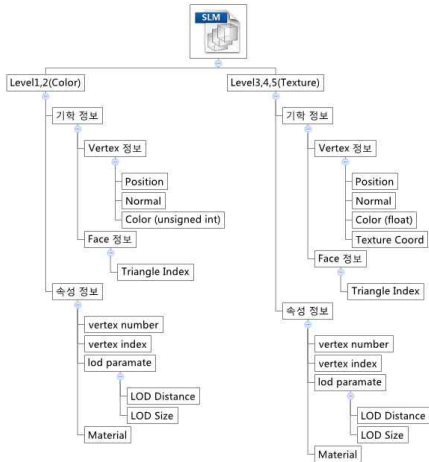 SLM
Level1,2(Color)
기학 정보
Vertex 정보
Position
Normal
Color (unsigned int)
Face 정보
Triangle Index
속성 정보
vertex number
vertex index
lod paramate
LOD Distance
LOD Size
Material
Level3,4,5(Texture)
기학 정보
Vertex 정보
Position
Normal
Color (float)
Texture Coord
Face 정보
Triangle Index
속성 정보
vertex number
vertex index
lod paramate
LOD Distance
LOD Size
Material